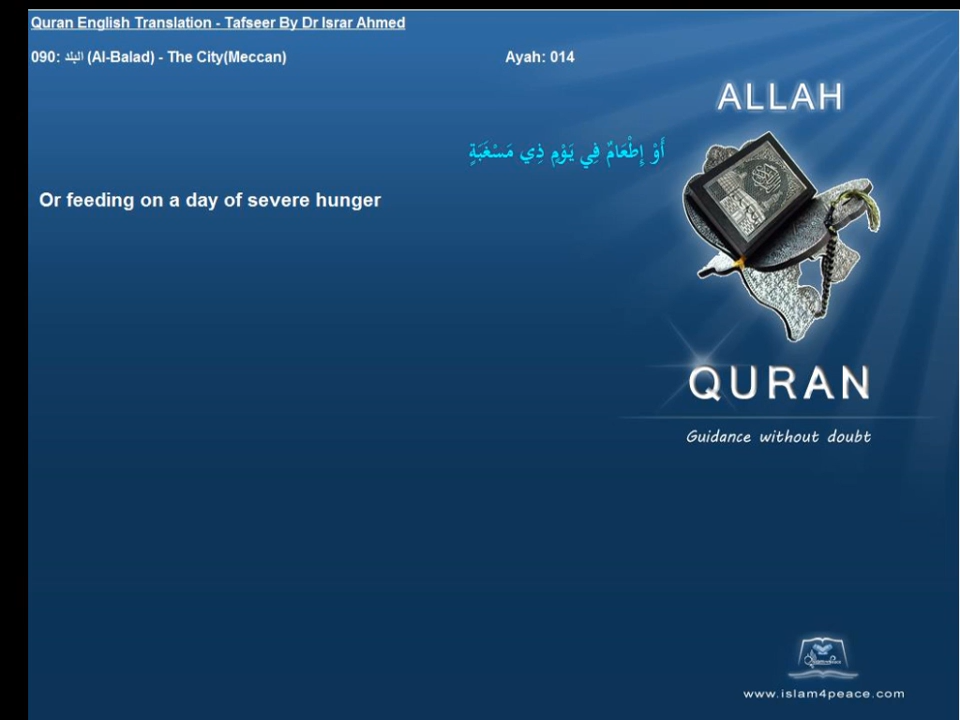 Quran English Translation - Tafseer By Dr Israr Ahmed
090: البلد (Al-Balad) - The City(Meccan)
Ayah: 014
ALLAH
أَوْ إِطْعَامٌ فِي يَوْمٍ ذِي مَسْغَبَةٍ
Or feeding on a day of severe hunger
QURAN
Guidance without doubt
www.islam4peace.com